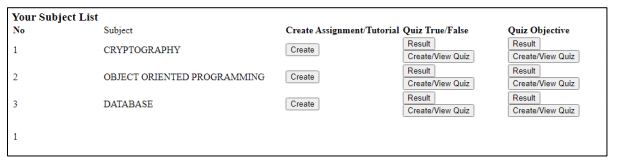 Your Subject List
No Subject Create Assignment/Tutorial Quiz True/False Quiz Objective
1 CRYPTOGRAPHY Create Result Create/View Quiz Result Create/View Quiz
2 OBJECT ORIENTED PROGRAMMING Create Result Create/View Quiz Result Create/View Quiz
3 DATABASE Create Result Create/View Quiz Result Create/View Quiz
1